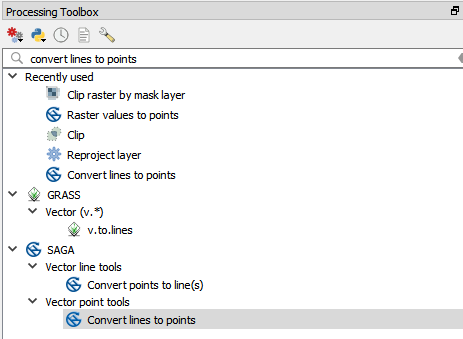 Processing Toolbox
convert lines to points
Recently used
Clip raster by mask layer
Raster values to points
Clip
Reproject layer
Convert lines to points
GRASS
Vector (v.*)
v.to.lines
SAGA
Vector line tools
Convert points to line(s)
Vector point tools
Convert lines to points